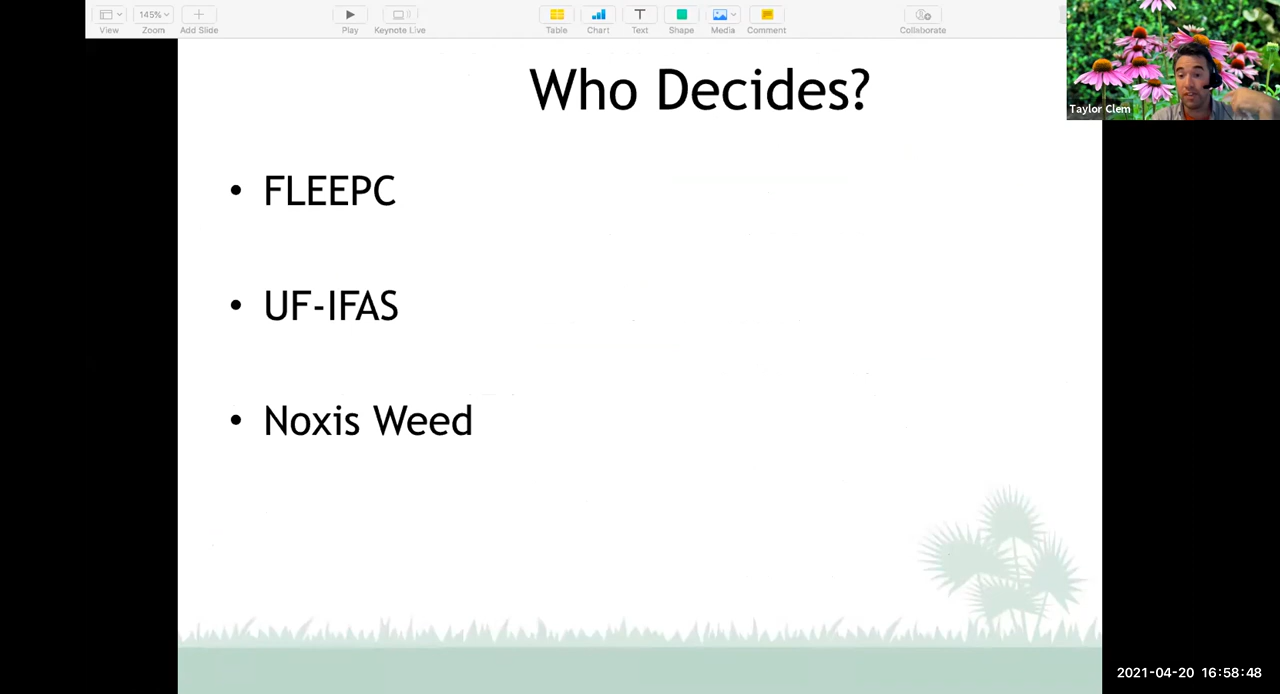 145%
View
Zoom
Add Slide
Play
Keynote Live
Table
Chart
Text
Shape
Media
Comment
Collaborate
Taylor Clem
Who Decides?
• FLEEPC
• UF-IFAS
• Noxis Weed
2021-04-20 16:58:48